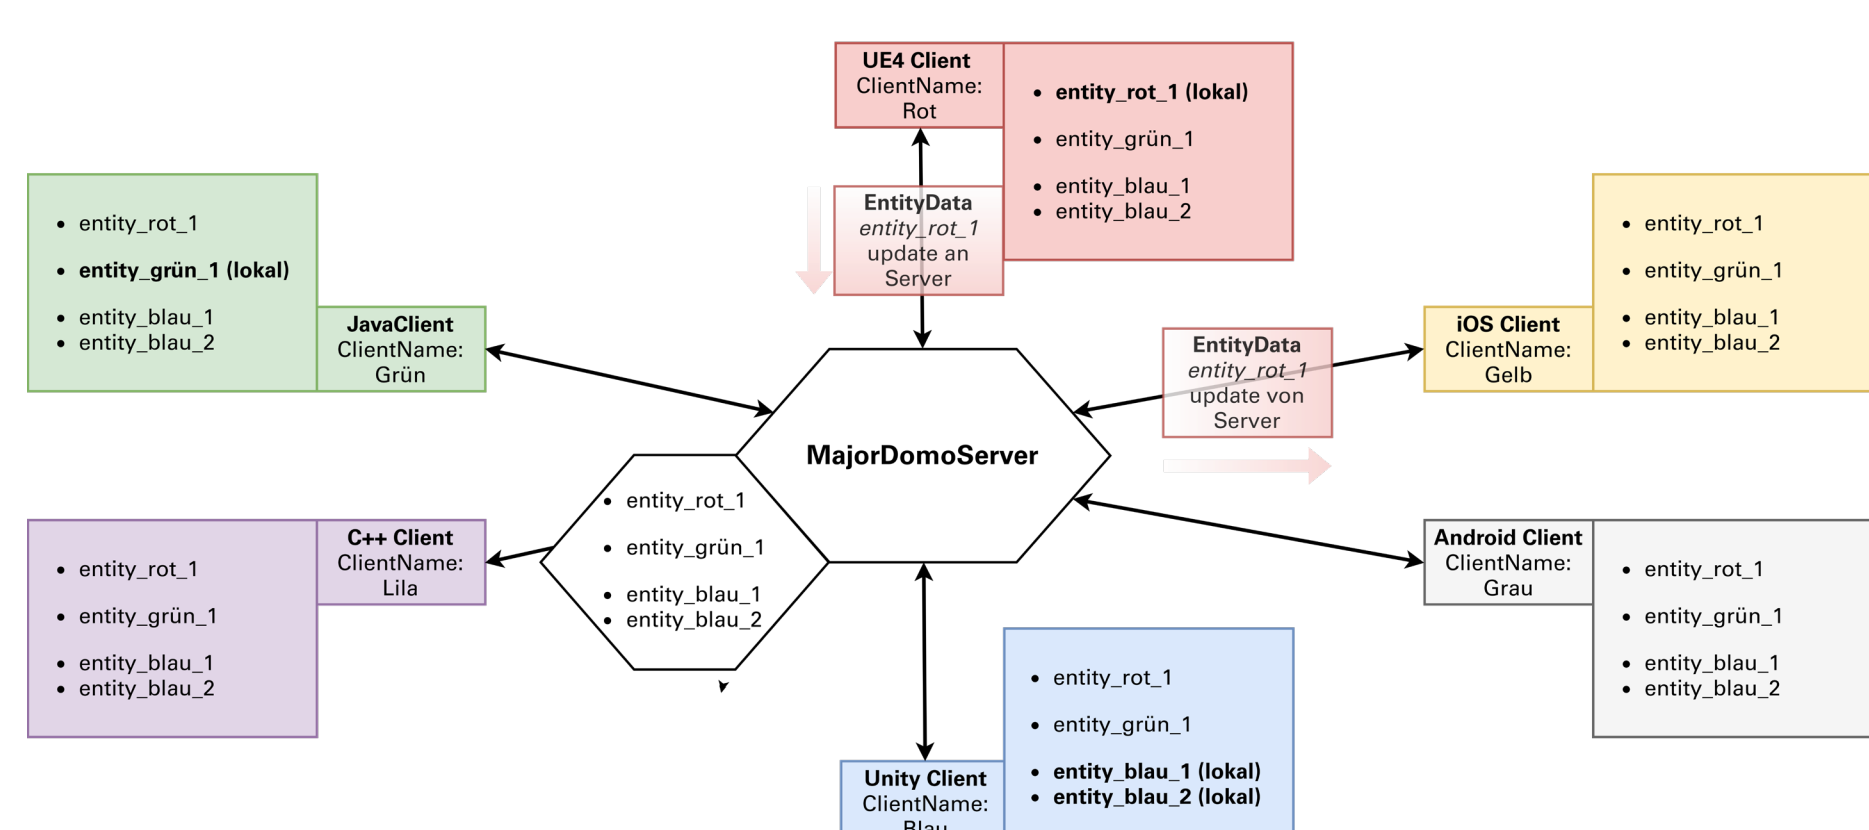 UE4 Client
ClientName:
Rot
• entity_rot_1 (lokal)
• entity_grün_1
• entity_blau_1
• entity_blau_2
EntityData
entity_rot_1
update an
Server
• entity_rot_1
• entity_grün_1 (lokal)
• entity_blau_1
• entity_blau_2
JavaClient
ClientName:
Grün
EntityData
entity_rot_1
update von
Server
iOS Client
ClientName:
Gelb
• entity_rot_1
• entity_grün_1
• entity_blau_1
• entity_blau_2
MajorDomoServer
• entity_rot_1
• entity_grün_1
• entity_blau_1
• entity_blau_2
• entity_rot_1
• entity_grün_1
• entity_blau_1
• entity_blau_2
C++ Client
ClientName:
Lila
Android Client
ClientName:
Grau
• entity_rot_1
• entity_grün_1
• entity_blau_1
• entity_blau_2
Unity Client
ClientName:
Blau
• entity_rot_1
• entity_grün_1
• entity_blau_1 (lokal)
• entity_blau_2 (lokal)